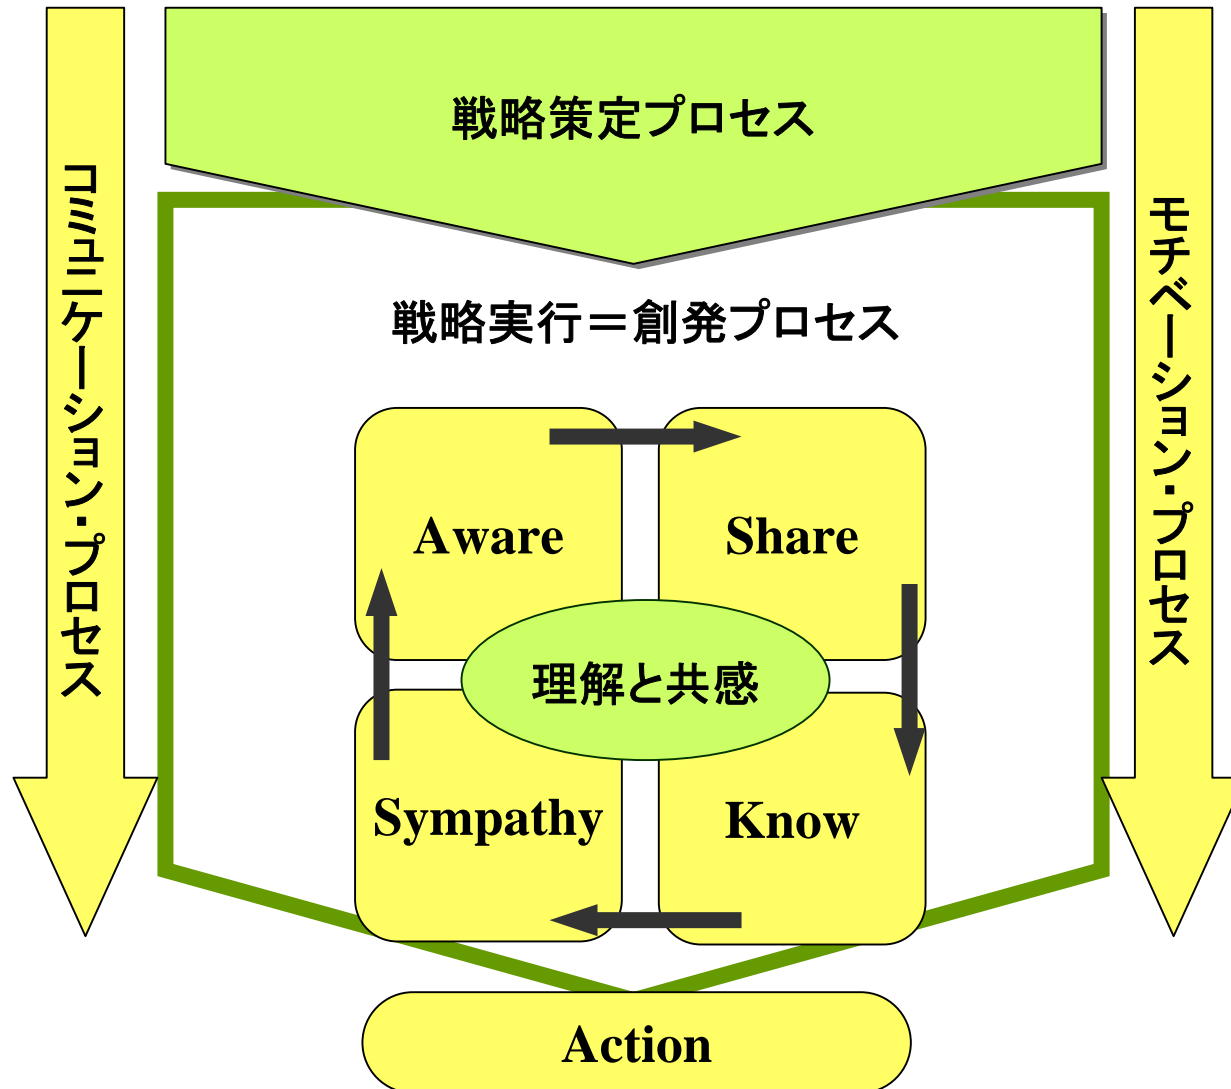 戦略策定プロセス
コミュニケーション・プロセス
モチベーション・プロセス
戦略実行＝創発プロセス
Aware
Share
理解と共感
Sympathy
Know
Action